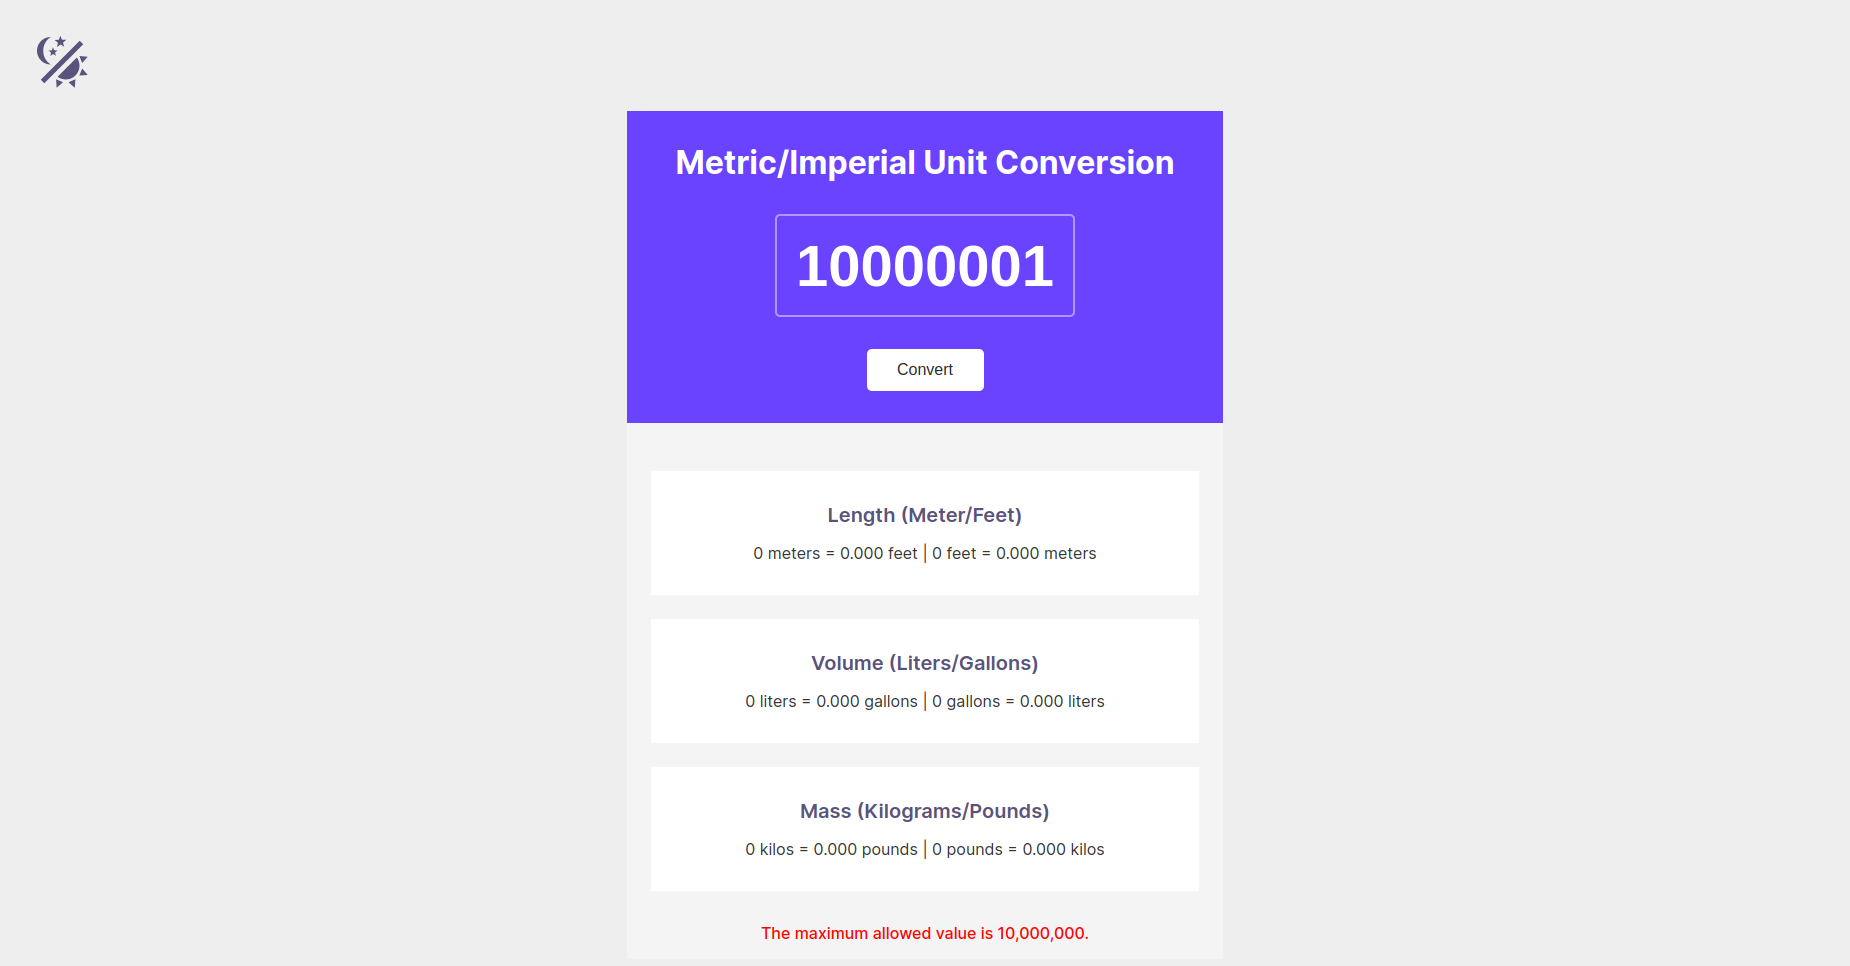 Metric/Imperial Unit Conversion
10000001
Convert
Length (Meter/Feet)
0 meters = 0.000 feet | 0 feet = 0.000 meters
Volume (Liters/Gallons)
0 liters = 0.000 gallons | 0 gallons = 0.000 liters
Mass (Kilograms/Pounds)
0 kilos = 0.000 pounds | 0 pounds = 0.000 kilos
The maximum allowed value is 10,000,000.